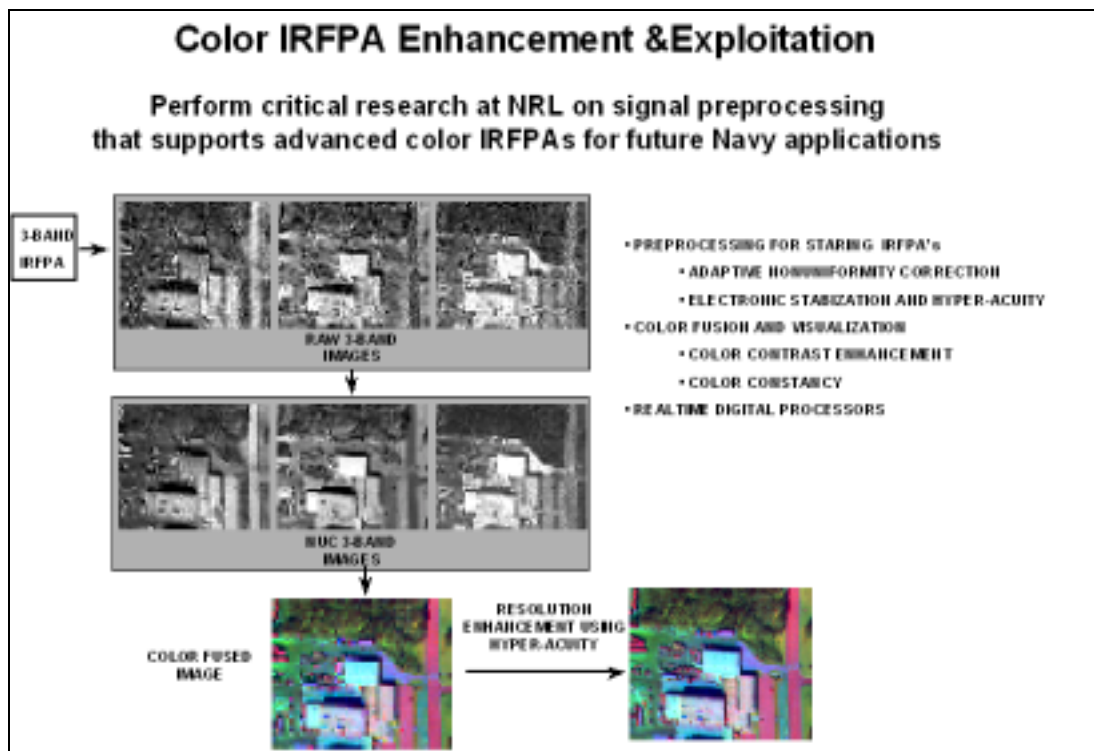 Color IRFPA Enhancement &Exploitation
Perform critical research at NRL on signal preprocessing
that supports advanced color IRFPAs for future Navy applications
3-BAND
IRFPA
RAW 3-BAND
IMAGES
• PREPROCESSING FOR STARING IRFPA's
• ADAPTIVE NONUNIFORMITY CORRECTION
• ELECTRONIC STABIZATION AND HYPER-ACUITY
• COLOR FUSION AND VISUALIZATION
• COLOR CONTRAST ENHANCEMENT
• COLOR CONSTANCY
• REALTIME DIGITAL PROCESSORS
NUC 3-BAND
IMAGES
COLOR FUSED
IMAGE
RESOLUTION
ENHANCEMENT USING
HYPER-ACUITY